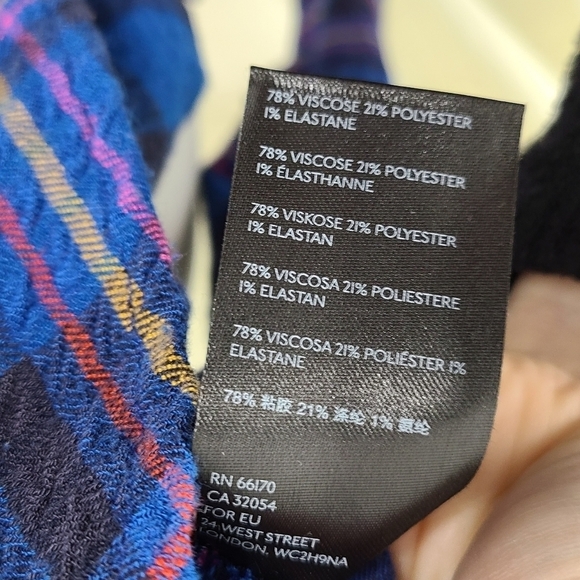 78% VISCOSE 21% POLYESTER
1% ELASTANE
78% VISCOSE 21% POLYESTER
1% ÉLASTHANNE
78% VISKOSE 21% POLYESTER
1% ELASTAN
78% VISCOSA 21% POLIESTERE
1% ELASTAN
78% VISCOSA 21% POLIÉSTER 1%
ELASTANE
78% 粘胶 21% 涤纶 1% 氨纶
RN 66170
CA 32054
FOR EU
24 WEST STREET
LONDON, WC2H9NA